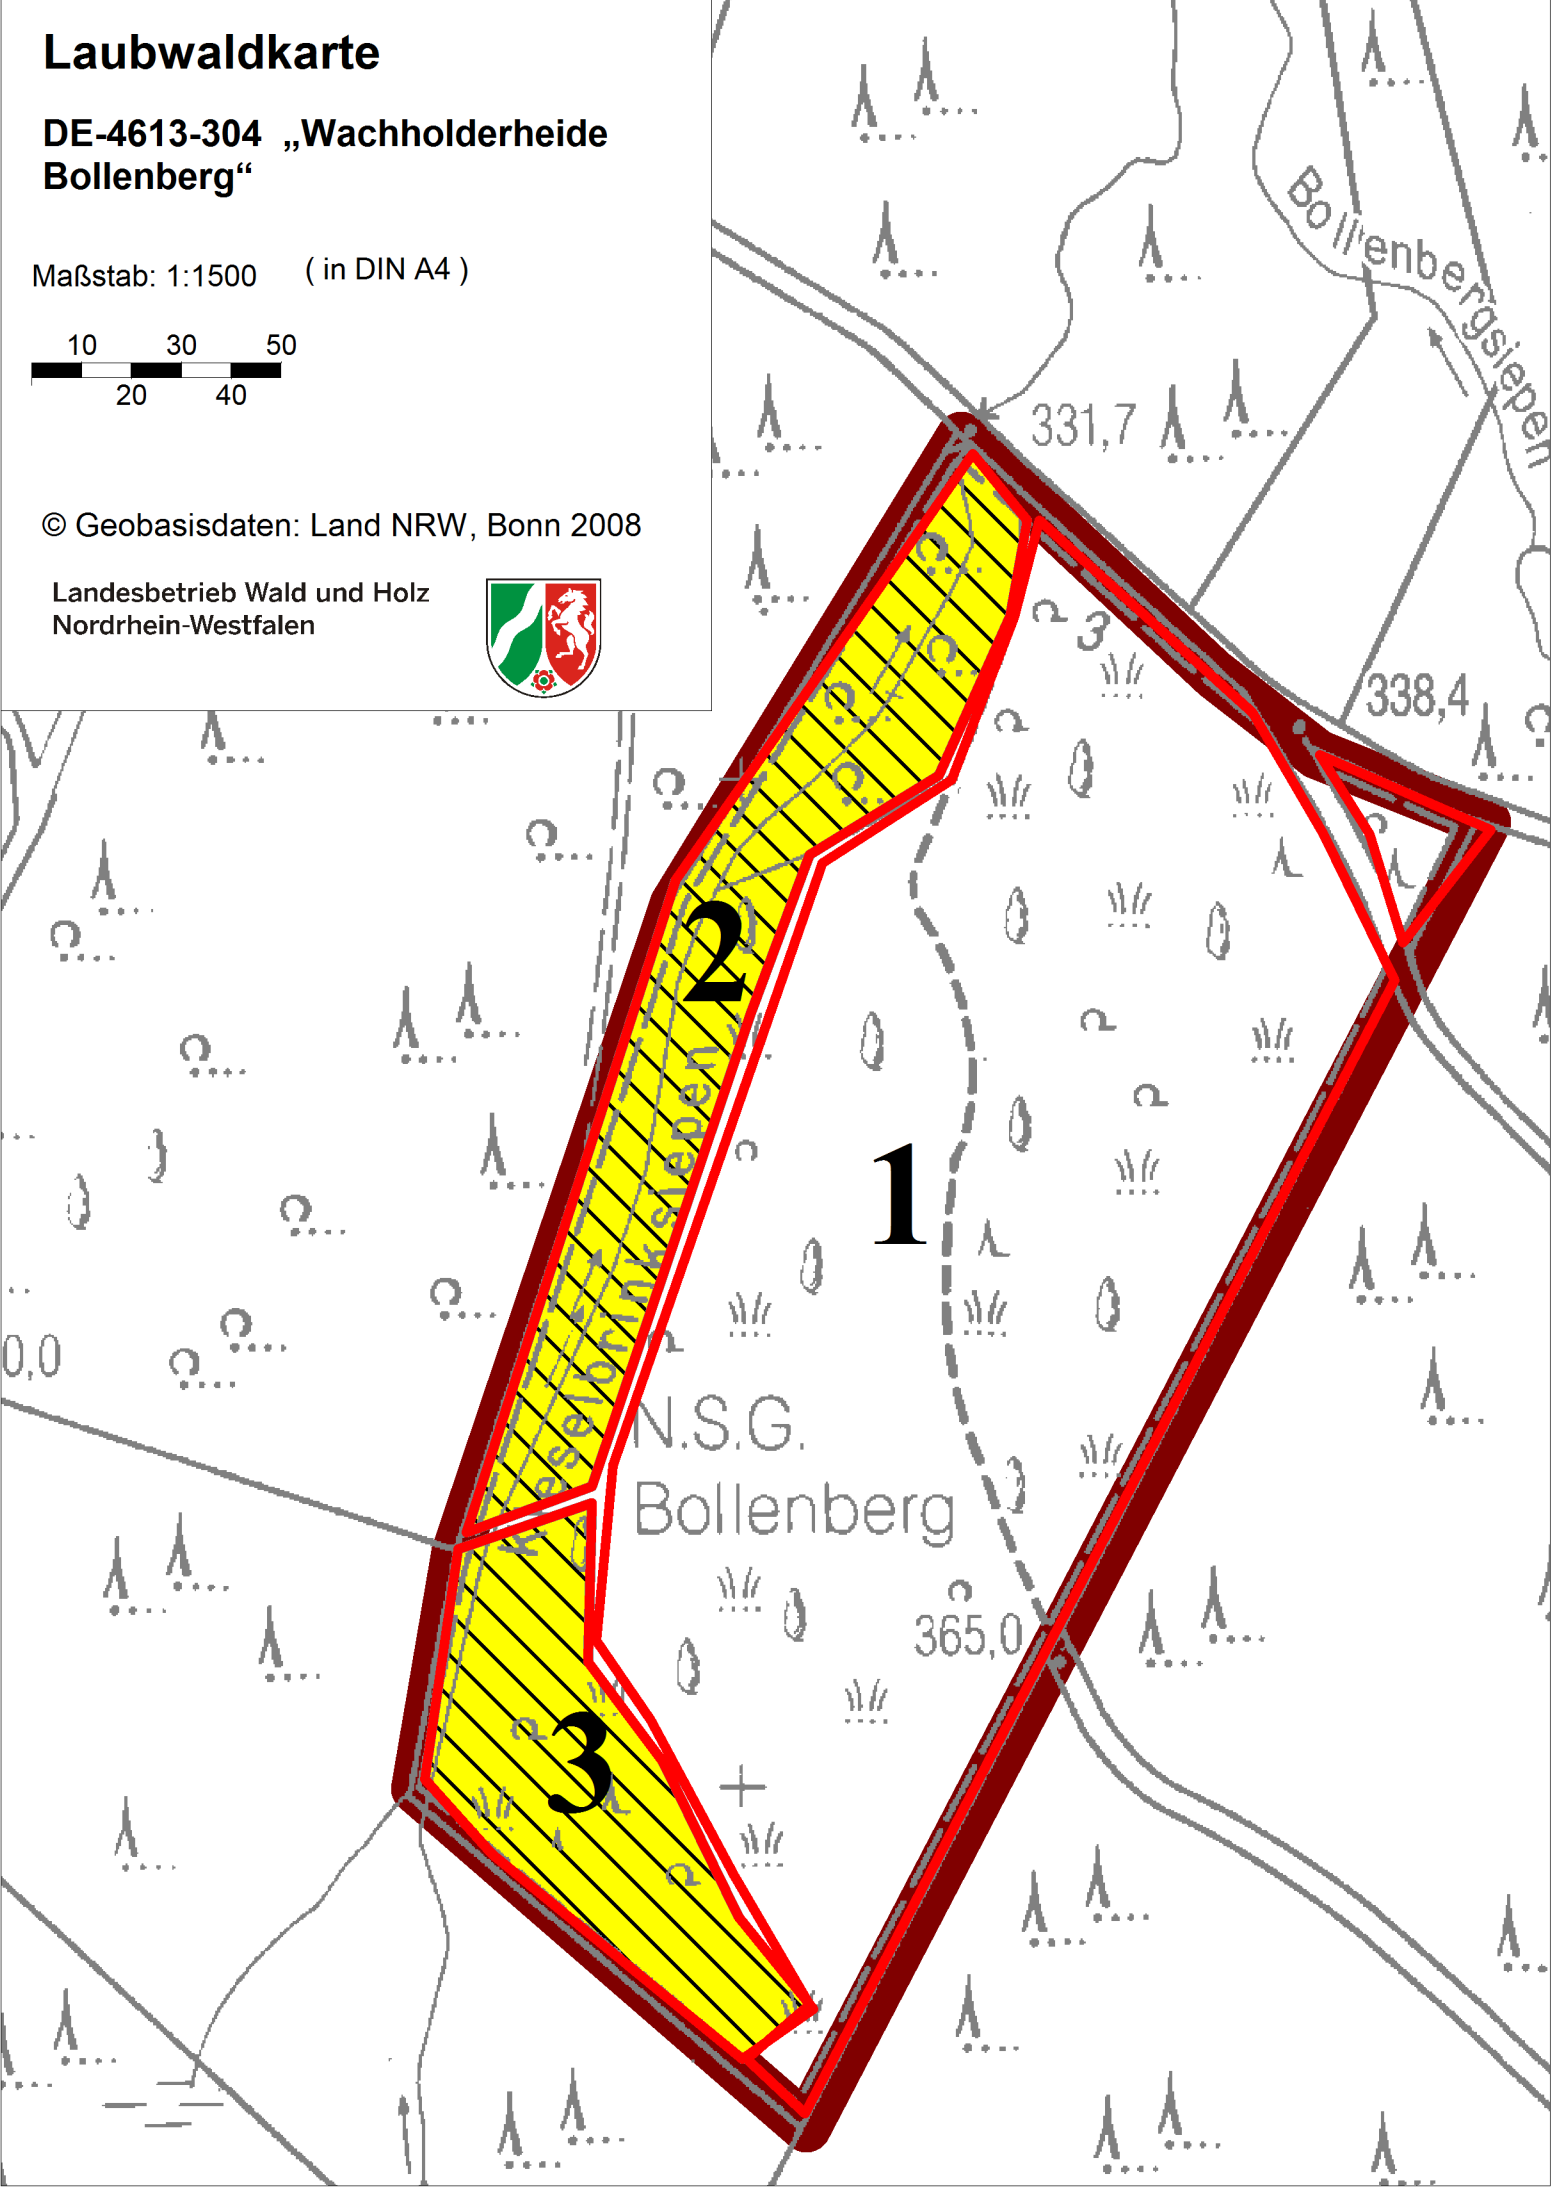 Laubwaldkarte
DE-4613-304 „Wachholderheide
Bollenberg“
Maßstab: 1:1500 ( in DIN A4 )
10 30 50
20 40
© Geobasisdaten: Land NRW, Bonn 2008
Landesbetrieb Wald und Holz
Nordrhein-Westfalen
Bollenbergsiepen
331,7
3
338,4
2
Kieselbrinksiepen
1
0,0
N.S.G.
Bollenberg
365,0
3